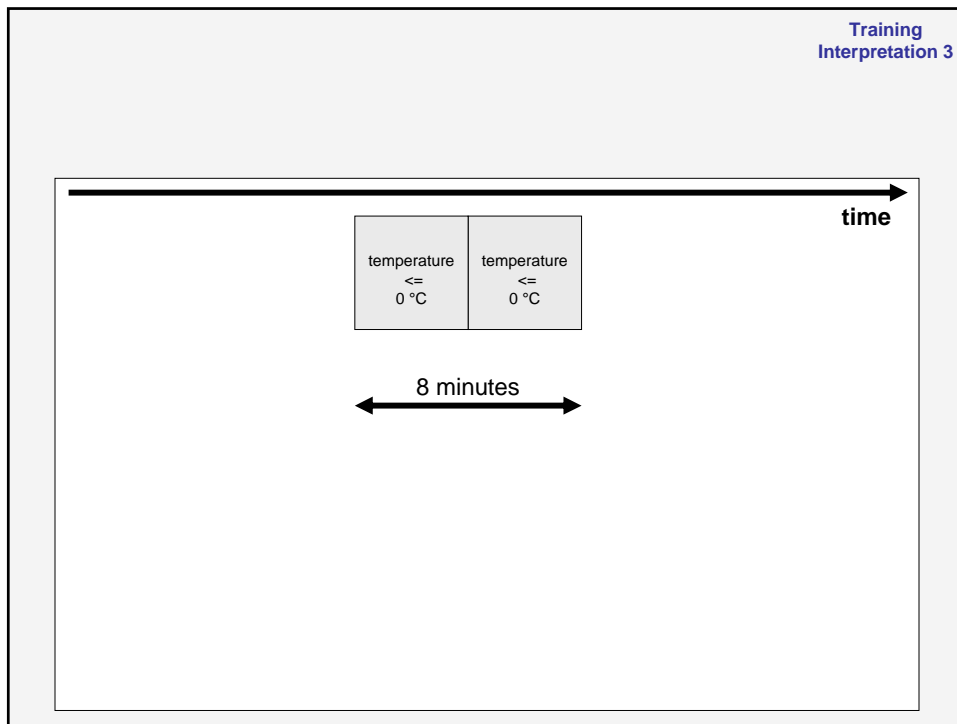 Training
Interpretation 3
time
temperature
<=
0 °C
temperature
<=
0 °C
8 minutes